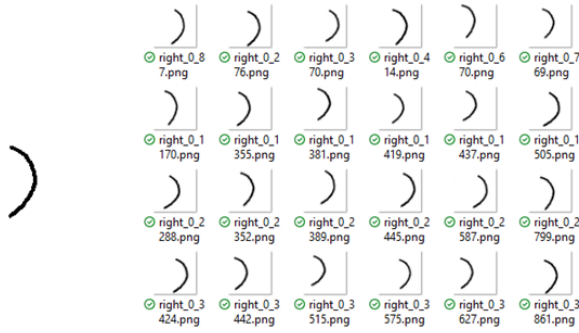 right_0_8 right_0_2 right_0_3 right_0_4 right_0_6 right_0_7
7.png 76.png 70.png 14.png 70.png 69.png
right_0_1 right_0_1 right_0_1 right_0_1 right_0_1 right_0_1
170.png 355.png 381.png 419.png 437.png 505.png
right_0_2 right_0_2 right_0_2 right_0_2 right_0_2 right_0_2
288.png 352.png 389.png 445.png 587.png 799.png
right_0_3 right_0_3 right_0_3 right_0_3 right_0_3 right_0_3
424.png 442.png 515.png 575.png 627.png 861.png